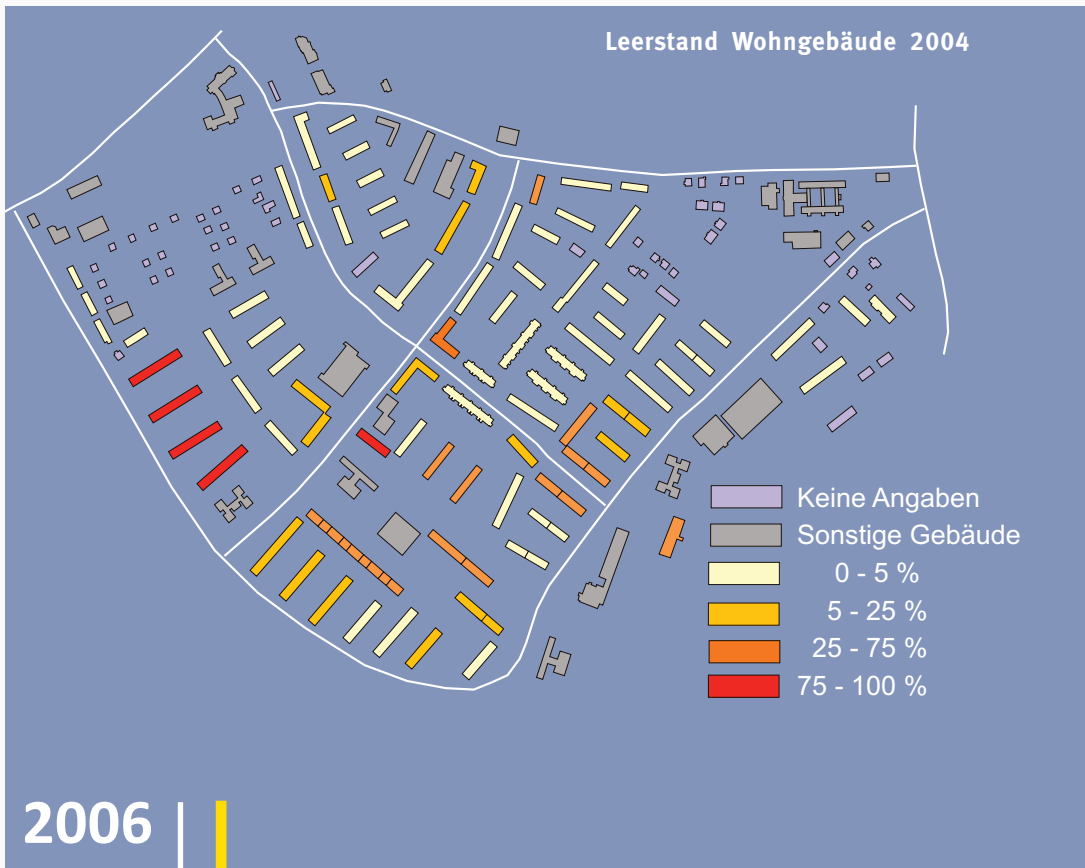 Leerstand Wohngebäude 2004
Keine Angaben
Sonstige Gebäude
0 - 5 %
5 - 25 %
25 - 75 %
75 - 100 %
2006